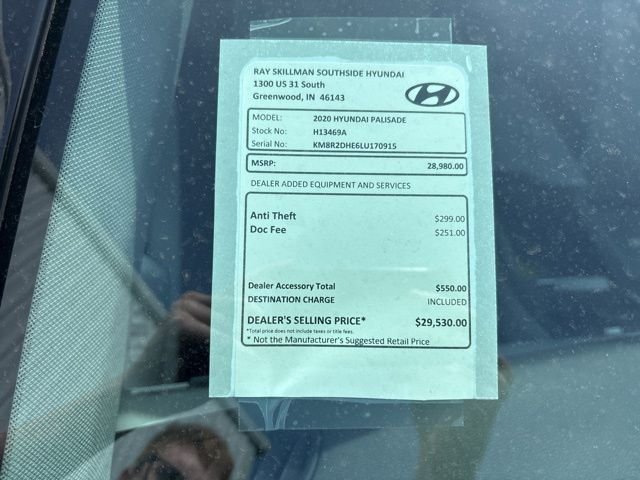 RAY SKILLMAN SOUTHSIDE HYUNDAI
1300 US 31 South
Greenwood, IN 46143
MODEL: 2020 HYUNDAI PALISADE
Stock No: H13469A
Serial No: KM8R2DHE6LU170915
MSRP: 28,980.00
DEALER ADDED EQUIPMENT AND SERVICES
Anti Theft $299.00
Doc Fee $251.00
Dealer Accessory Total $550.00
DESTINATION CHARGE INCLUDED
DEALER'S SELLING PRICE* $29,530.00
*Total price does not include taxes or title fees.
* Not the Manufacturer's Suggested Retail Price